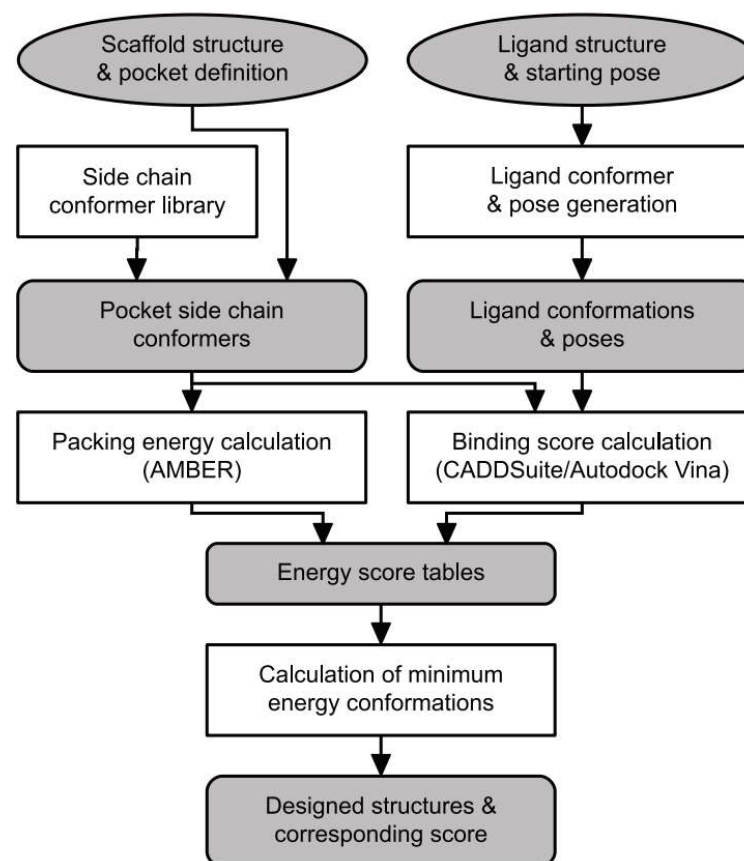 Scaffold structure
& pocket definition
Ligand structure
& starting pose
Side chain
conformer library
Ligand conformer
& pose generation
Pocket side chain
conformers
Ligand conformations
& poses
Packing energy calculation
(AMBER)
Binding score calculation
(CADDSuite/Autodock Vina)
Energy score tables
Calculation of minimum
energy conformations
Designed structures &
corresponding score